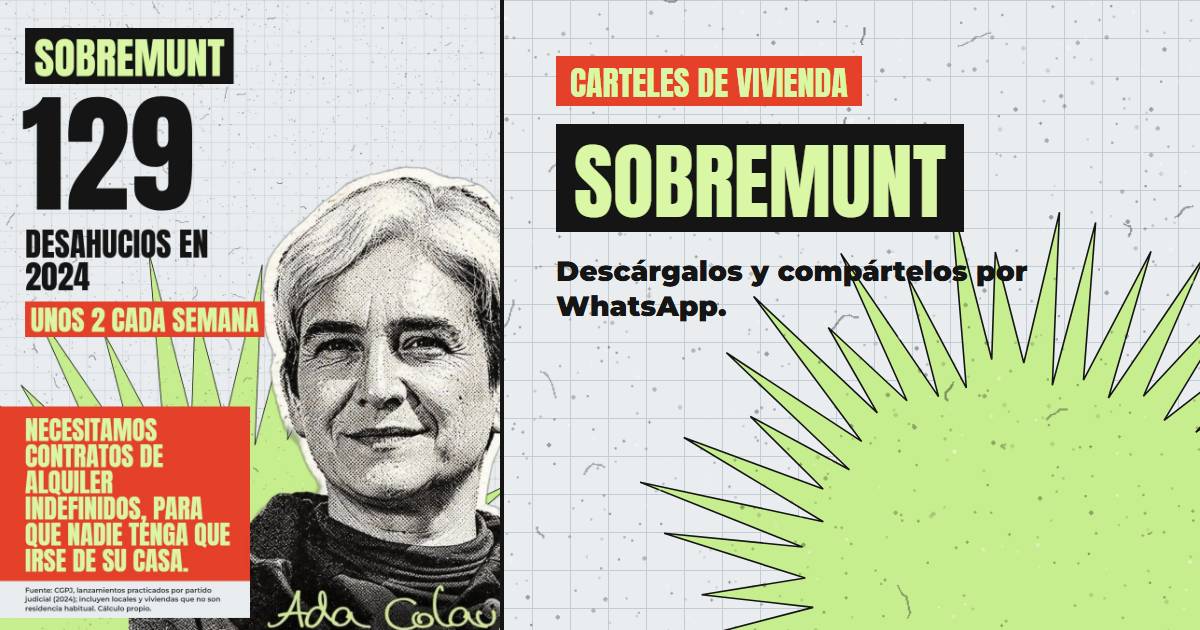 SOBREMUNT
129
DESAHUCIOS EN
2024
UNOS 2 CADA SEMANA
NECESITAMOS
CONTRATOS DE
ALQUILER
INDEFINIDOS, PARA
QUE NADIE TENGA QUE
IRSE DE SU CASA.
Fuente: CGPJ, lanzamientos practicados por partido
judicial (2024); incluyen locales y viviendas que no son
residencia habitual. Cálculo propio.
Ada Colau
CARTELES DE VIVIENDA
SOBREMUNT
Descárgalos y compártelos por
WhatsApp.